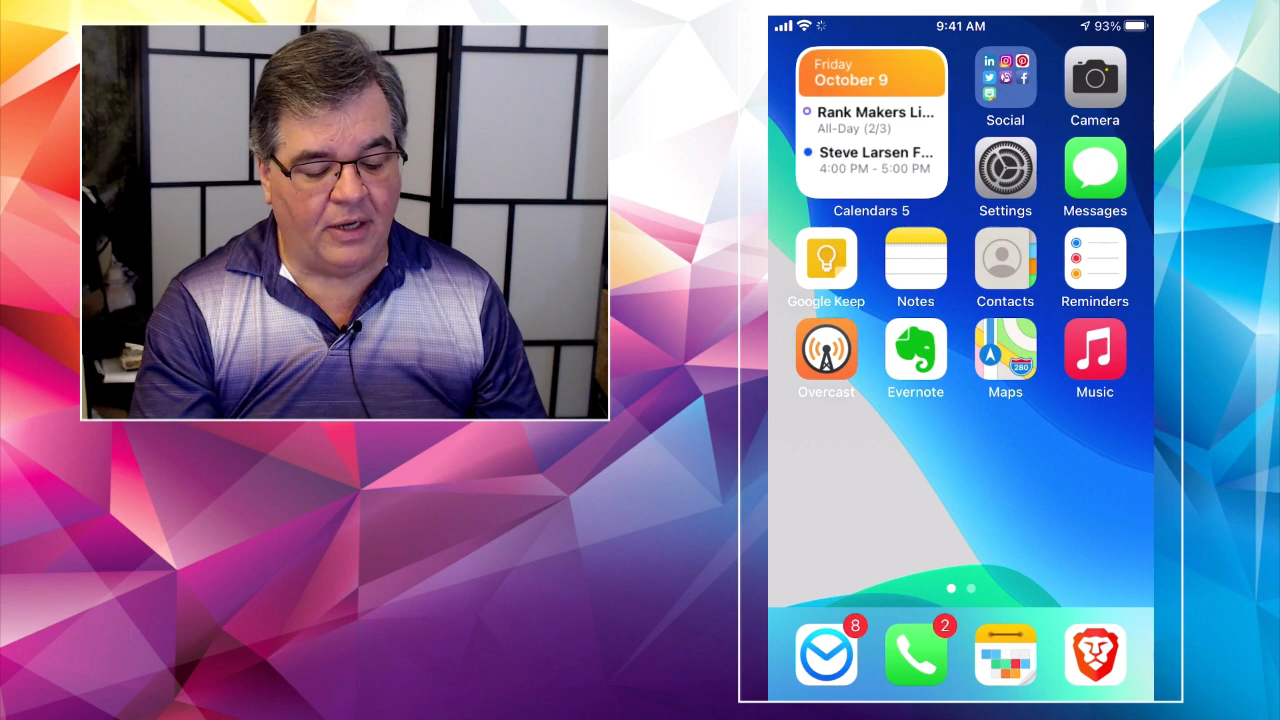 9:41 AM
93%
Friday
October 9
Rank Makers Li...
All-Day (2/3)
Steve Larsen F...
4:00 PM - 5:00 PM
Calendars 5
Social
Camera
Settings
Messages
Google Keep
Notes
Contacts
Reminders
280
Overcast
Evernote
Maps
Music
8
2